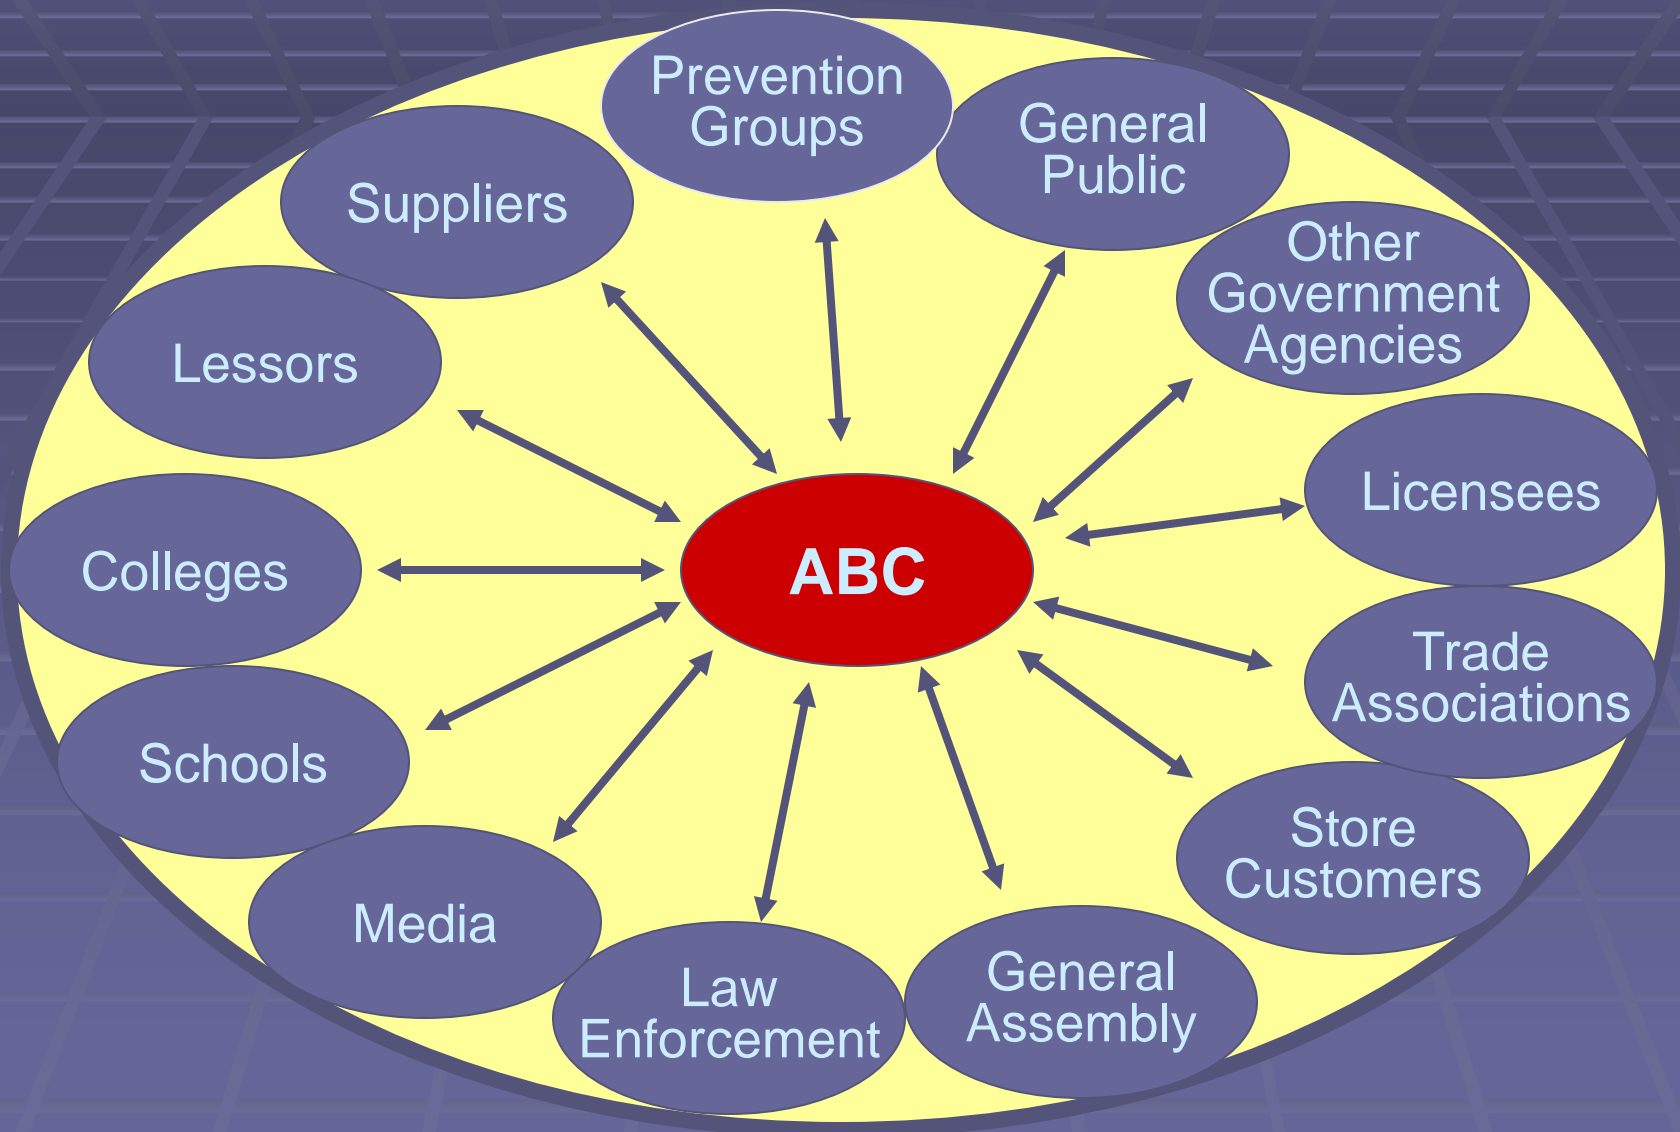 Prevention
Groups
General
Public
Suppliers
Other
Government
Agencies
Lessors
Licensees
Colleges
ABC
Trade
Associations
Schools
Store
Customers
Media
Law
Enforcement
General
Assembly